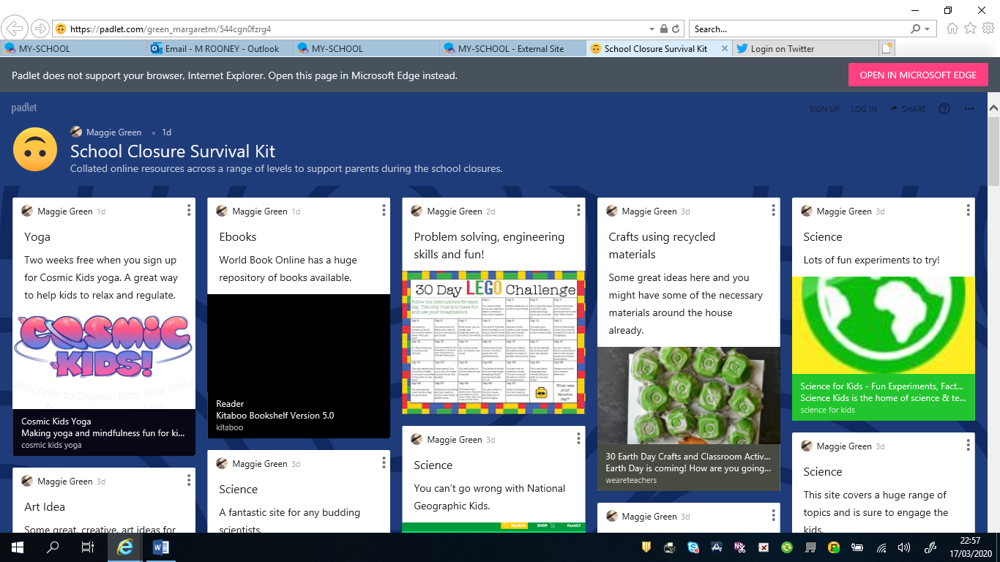 https://padlet.com/green_margaretm/544cgn0fzrg4
Search...
MY-SCHOOL
Email - M ROONEY - Outlook
MY-SCHOOL
MY-SCHOOL - External Site
School Closure Survival Kit
Login on Twitter
Padlet does not support your browser, Internet Explorer. Open this page in Microsoft Edge instead.
OPEN IN MICROSOFT EDGE
padlet
SIGN UP
LOG IN
SHARE
Maggie Green
1d
School Closure Survival Kit
Collated online resources across a range of levels to support parents during the school closures.
Maggie Green 1d
Yoga
Two weeks free when you sign up
for Cosmic Kids yoga. A great way
to help kids to relax and regulate.
COSMIC
KIDS!
Cosmic Kids Yoga
Making yoga and mindfulness fun for ki...
cosmic kids yoga
Maggie Green 3d
Art Idea
Some great, creative, art ideas for
Maggie Green 1d
Ebooks
World Book Online has a huge
repository of books available.
Reader
Kitaboo Bookshelf Version 5.0
kitaboo
Maggie Green 3d
Science
A fantastic site for any budding
scientists.
Maggie Green 2d
Problem solving, engineering
skills and fun!
30 Day LEGO Challenge
Follow the instructions for each
day. The only rule is to have fun
and use your imagination!
Maggie Green 3d
Science
You can't go wrong with National
Geographic Kids.
SEARCH
SHOP
FAMILY
Maggie Green 3d
Crafts using recycled
materials
Some great ideas here and you
might have some of the necessary
materials around the house
already.
30 Earth Day Crafts and Classroom Activ...
Earth Day is coming! How are you going...
weareteachers
Maggie Green 3d
Maggie Green 3d
Science
Lots of fun experiments to try!
Science for Kids - Fun Experiments, Fact...
Science Kids is the home of science & te...
science for kids
Maggie Green 3d
Science
This site covers a huge range of
topics and is sure to engage the
kids.
22:57
17/03/2020